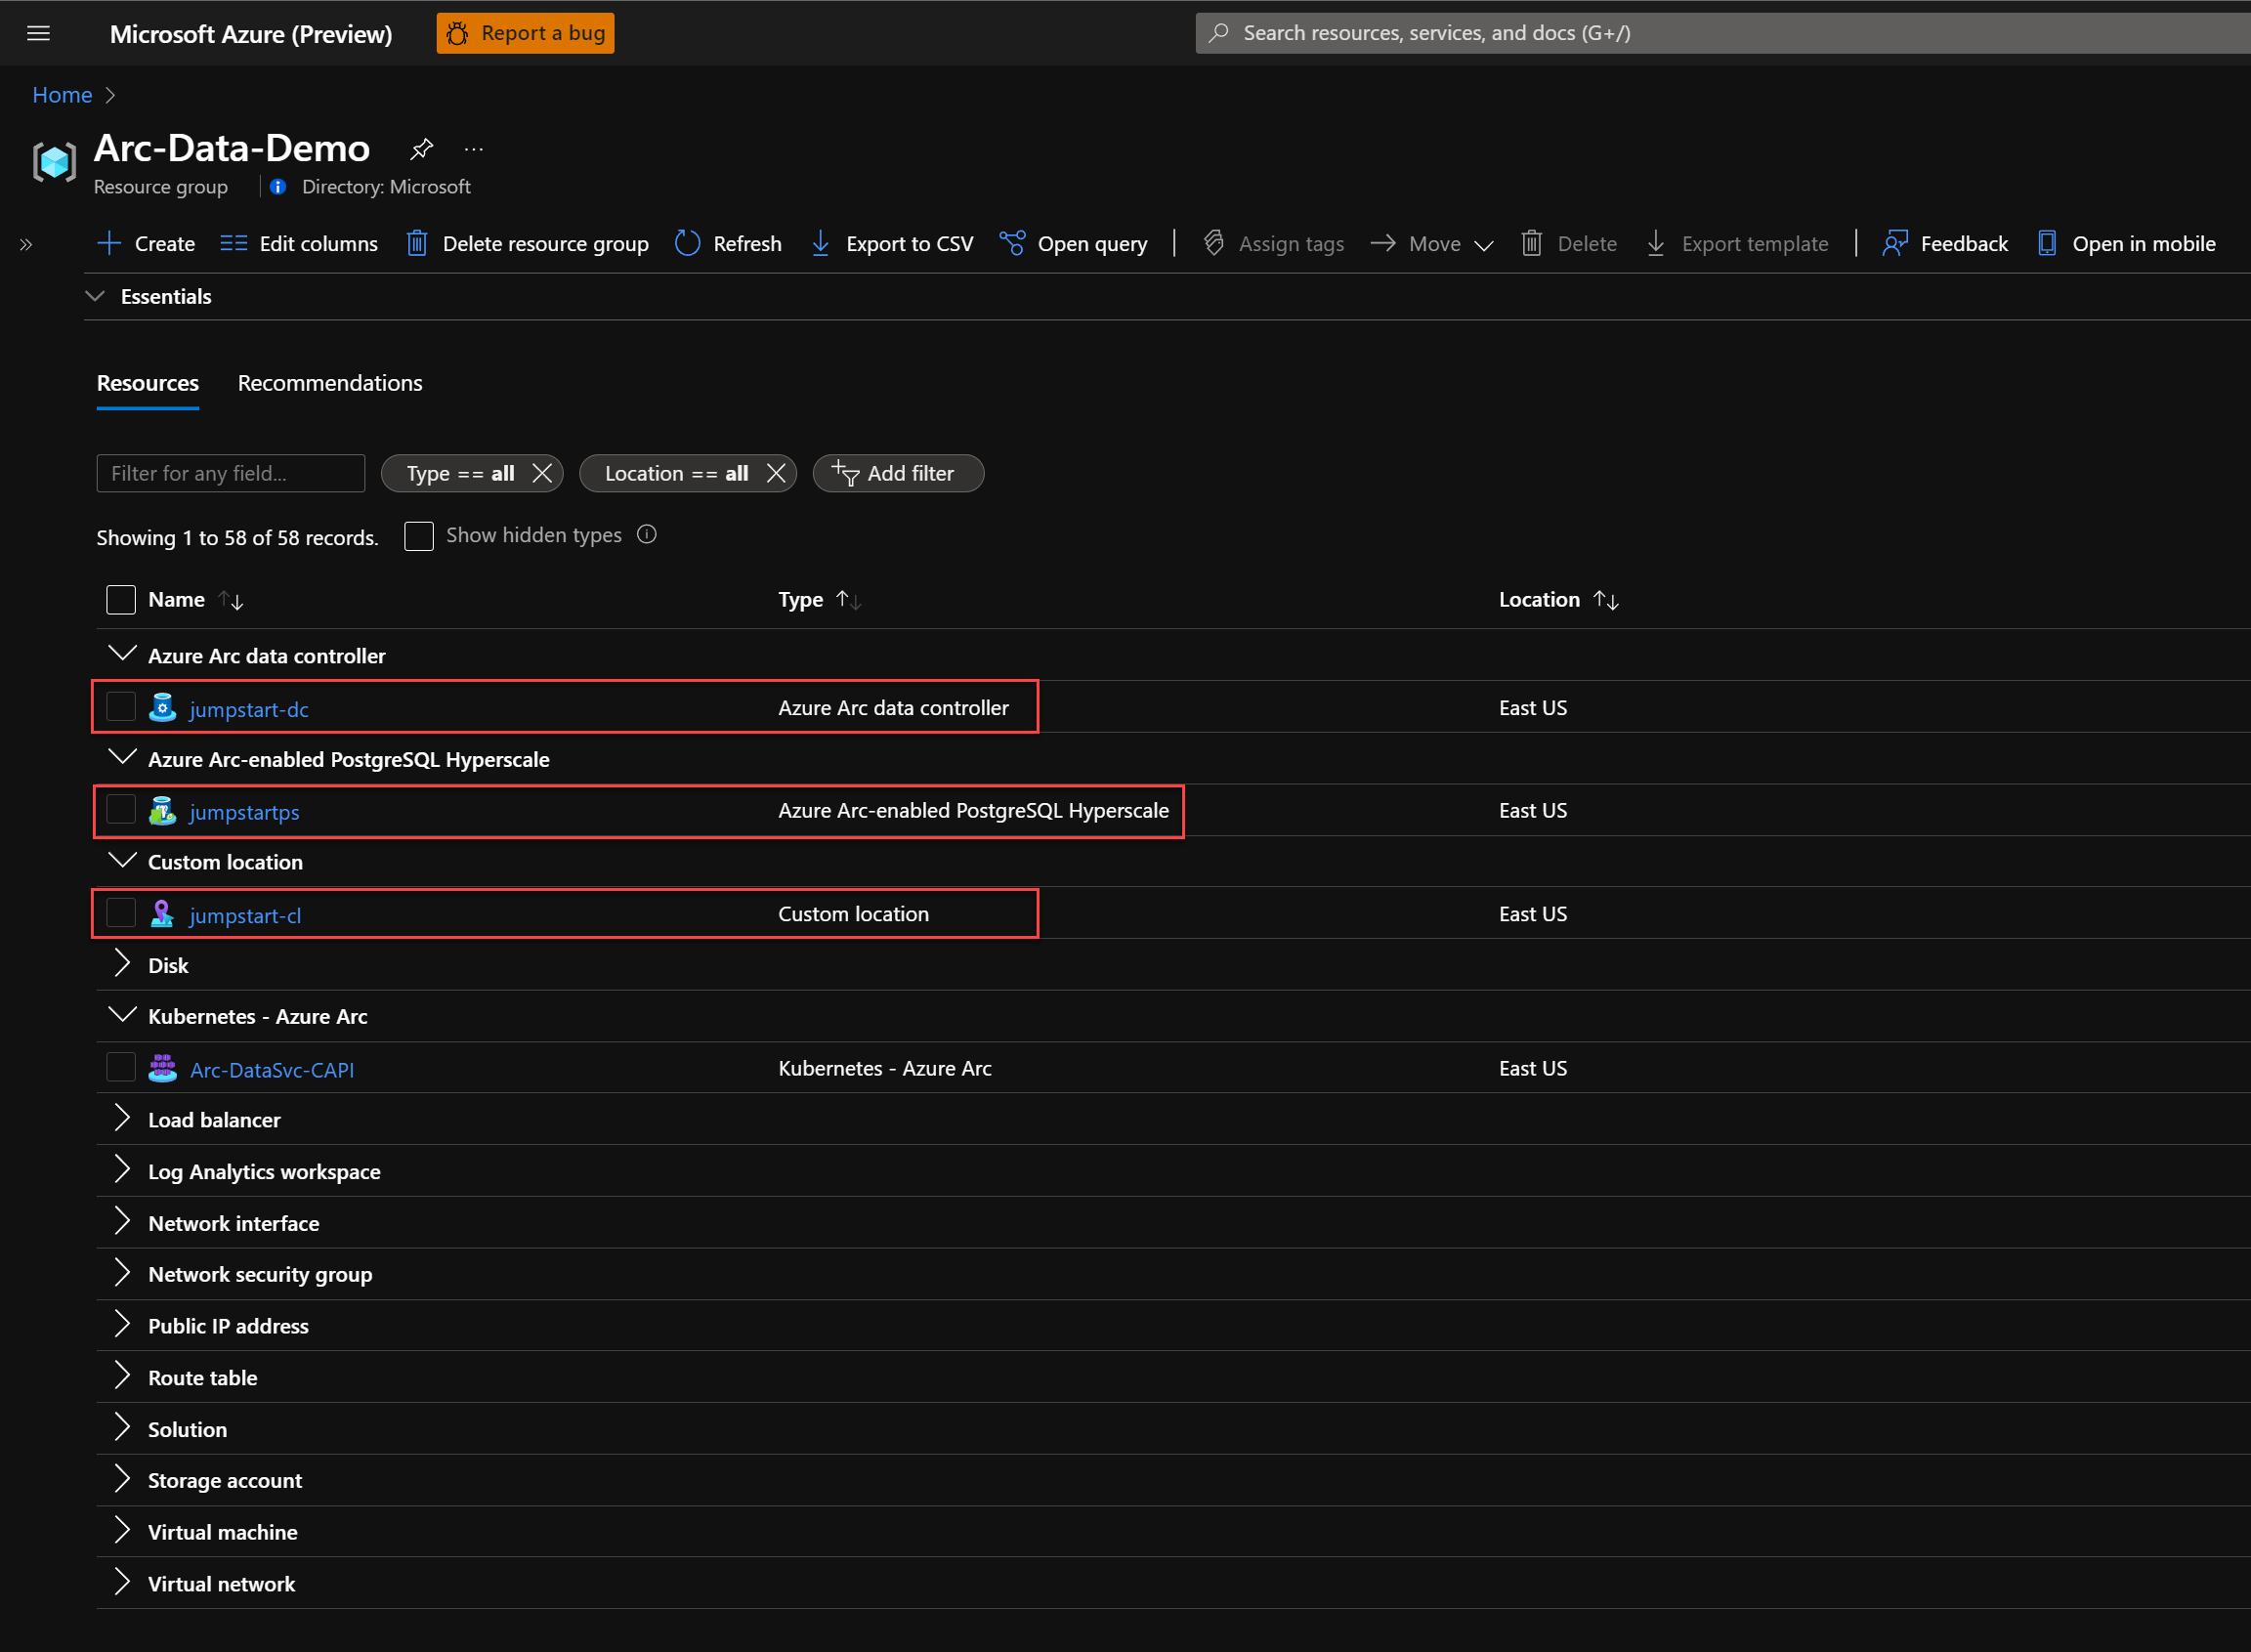 Microsoft Azure (Preview) Report a bug Search resources, services, and docs (G+/)
Home
Arc-Data-Demo ...
Resource group Directory: Microsoft
Create Edit columns Delete resource group Refresh Export to CSV Open query Assign tags Move Delete Export template Feedback Open in mobile
Essentials
Resources Recommendations
Filter for any field... Type == all Location == all Add filter
Showing 1 to 58 of 58 records. Show hidden types
Name Type Location
Azure Arc data controller
jumpstart-dc Azure Arc data controller East US
Azure Arc-enabled PostgreSQL Hyperscale
jumpstartps Azure Arc-enabled PostgreSQL Hyperscale East US
Custom location
jumpstart-cl Custom location East US
Disk
Kubernetes - Azure Arc
Arc-DataSvc-CAPI Kubernetes - Azure Arc East US
Load balancer
Log Analytics workspace
Network interface
Network security group
Public IP address
Route table
Solution
Storage account
Virtual machine
Virtual network